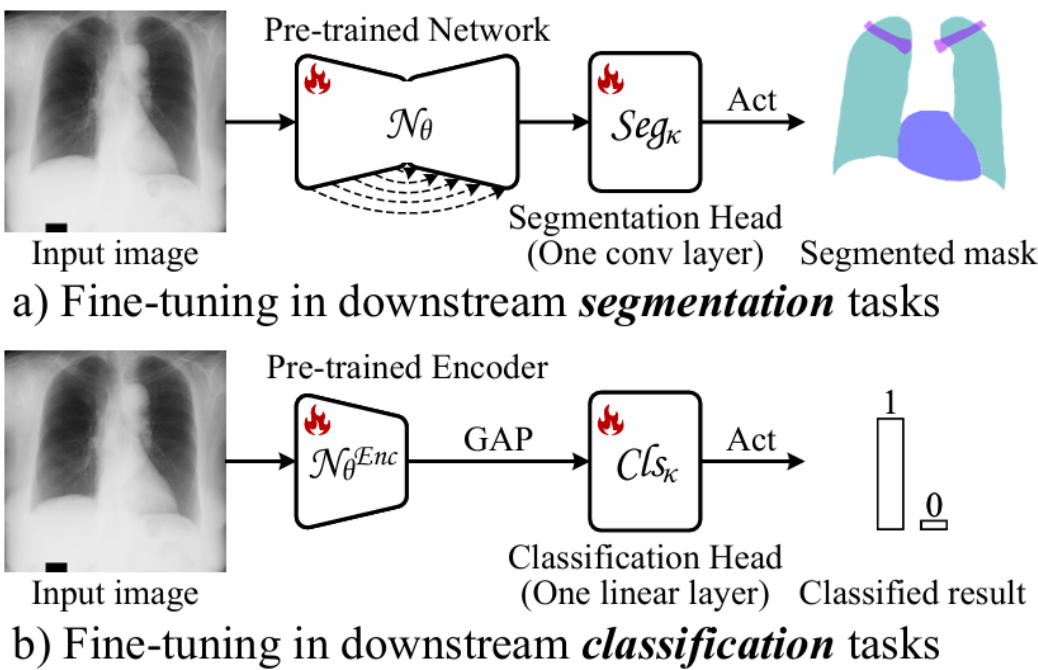 Pre-trained Network
𝒩θ
Segκ
Act
Segmentation Head
(One conv layer)
Input image
Segmented mask
a) Fine-tuning in downstream segmentation tasks
Pre-trained Encoder
𝒩θ^Enc
GAP
Clsκ
Act
1
0
Classification Head
(One linear layer)
Input image
Classified result
b) Fine-tuning in downstream classification tasks